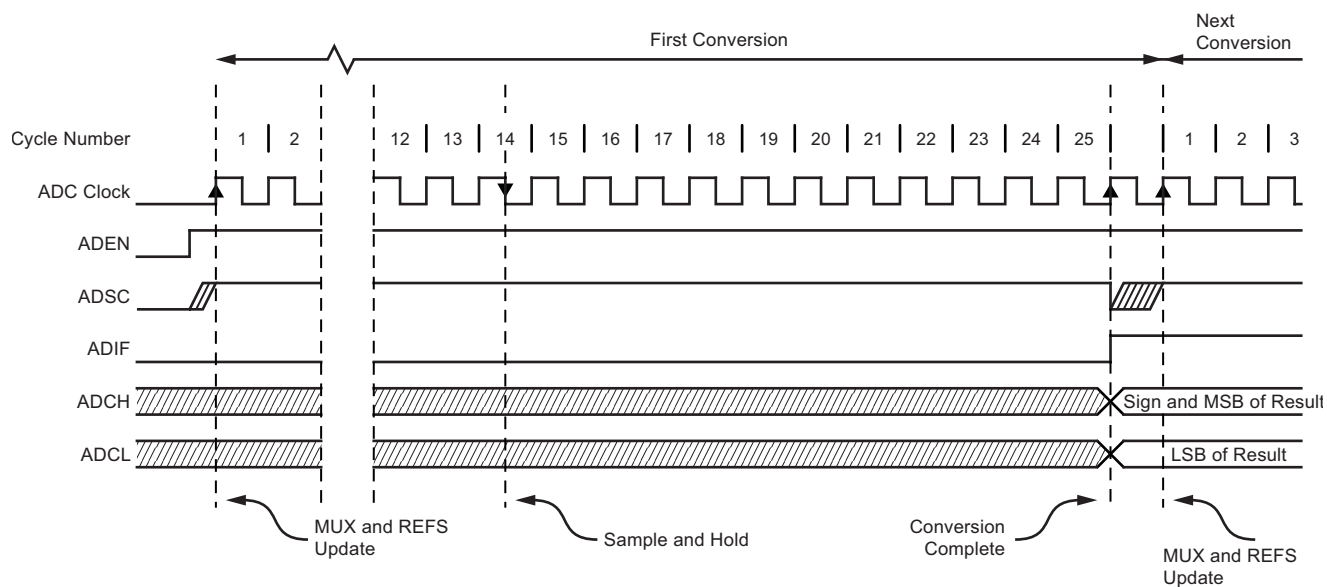 Next
Conversion
First Conversion
Cycle Number 1 2 12 13 14 15 16 17 18 19 20 21 22 23 24 25 1 2 3
ADC Clock
ADEN
ADSC
ADIF
ADCH Sign and MSB of Result
ADCL LSB of Result
MUX and REFS
Update
Sample and Hold
Conversion
Complete
MUX and REFS
Update